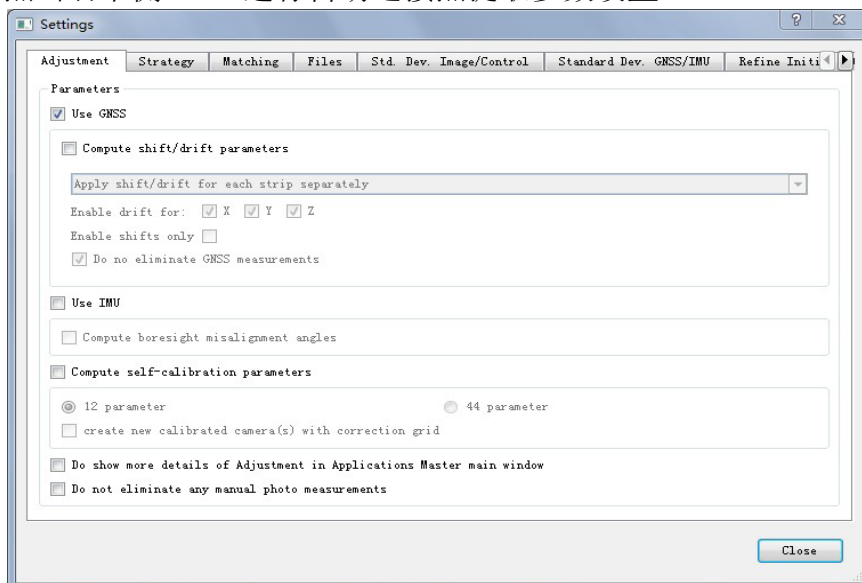 Settings
Adjustment Strategy Matching Files Std. Dev. Image/Control Standard Dev. GNSS/IMU Refine Initi
Parameters
Use GNSS
Compute shift/drift parameters
Apply shift/drift for each strip separately
Enable drift for: X Y Z
Enable shifts only
Do no eliminate GNSS measurements
Use IMU
Compute boresight misalignment angles
Compute self-calibration parameters
12 parameter 44 parameter
create new calibrated camera(s) with correction grid
Do show more details of Adjustment in Applications Master main window
Do not eliminate any manual photo measurements
Close